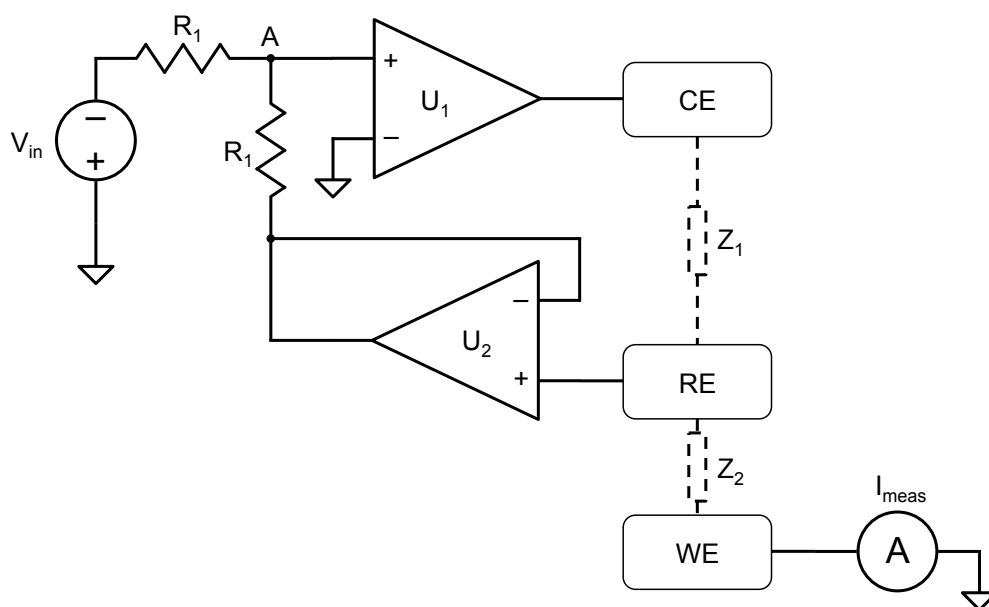 R₁
A
+
−
U₁
CE
−
+
V_in
R₁
Z₁
−
+
U₂
RE
Z₂
I_meas
WE
A